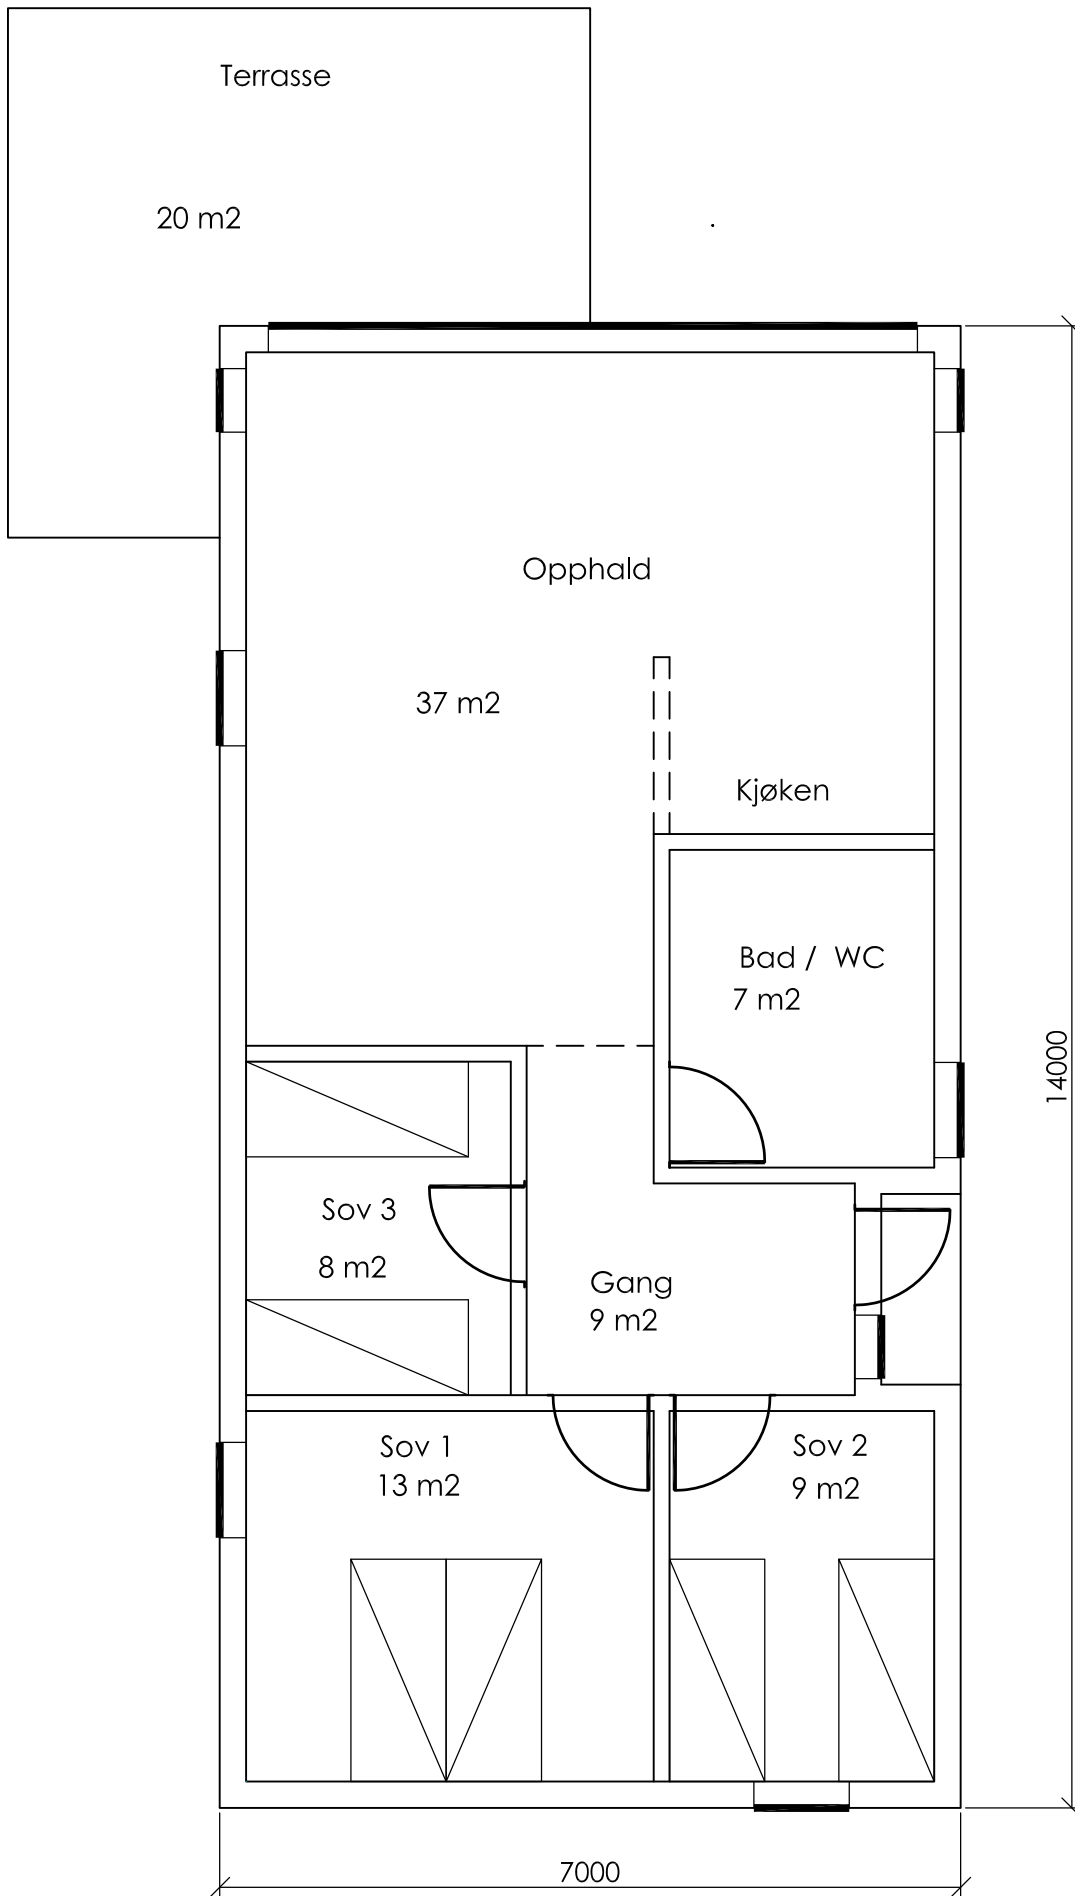 Terrasse
20 m2
Opphald
37 m2
Kjøken
Bad / WC
7 m2
14000
Sov 3
8 m2
Gang
9 m2
Sov 1
13 m2
Sov 2
9 m2
7000